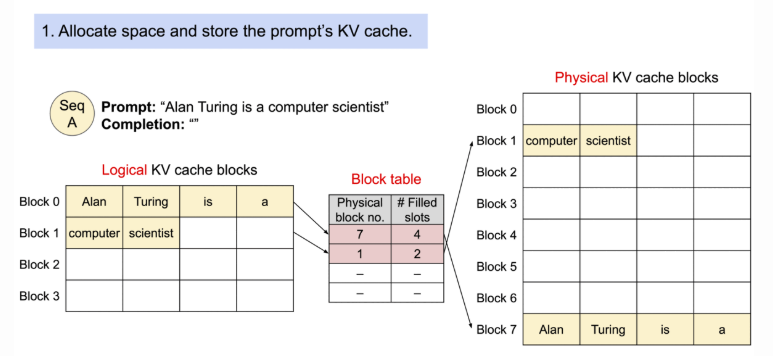 1. Allocate space and store the prompt's KV cache.
Seq
A
Prompt: “Alan Turing is a computer scientist”
Completion: “”
Logical KV cache blocks
Block 0 Alan Turing is a
Block 1 computer scientist
Block 2
Block 3
Block table
Physical block no. # Filled slots
7 4
1 2
– –
– –
Physical KV cache blocks
Block 0
Block 1 computer scientist
Block 2
Block 3
Block 4
Block 5
Block 6
Block 7 Alan Turing is a